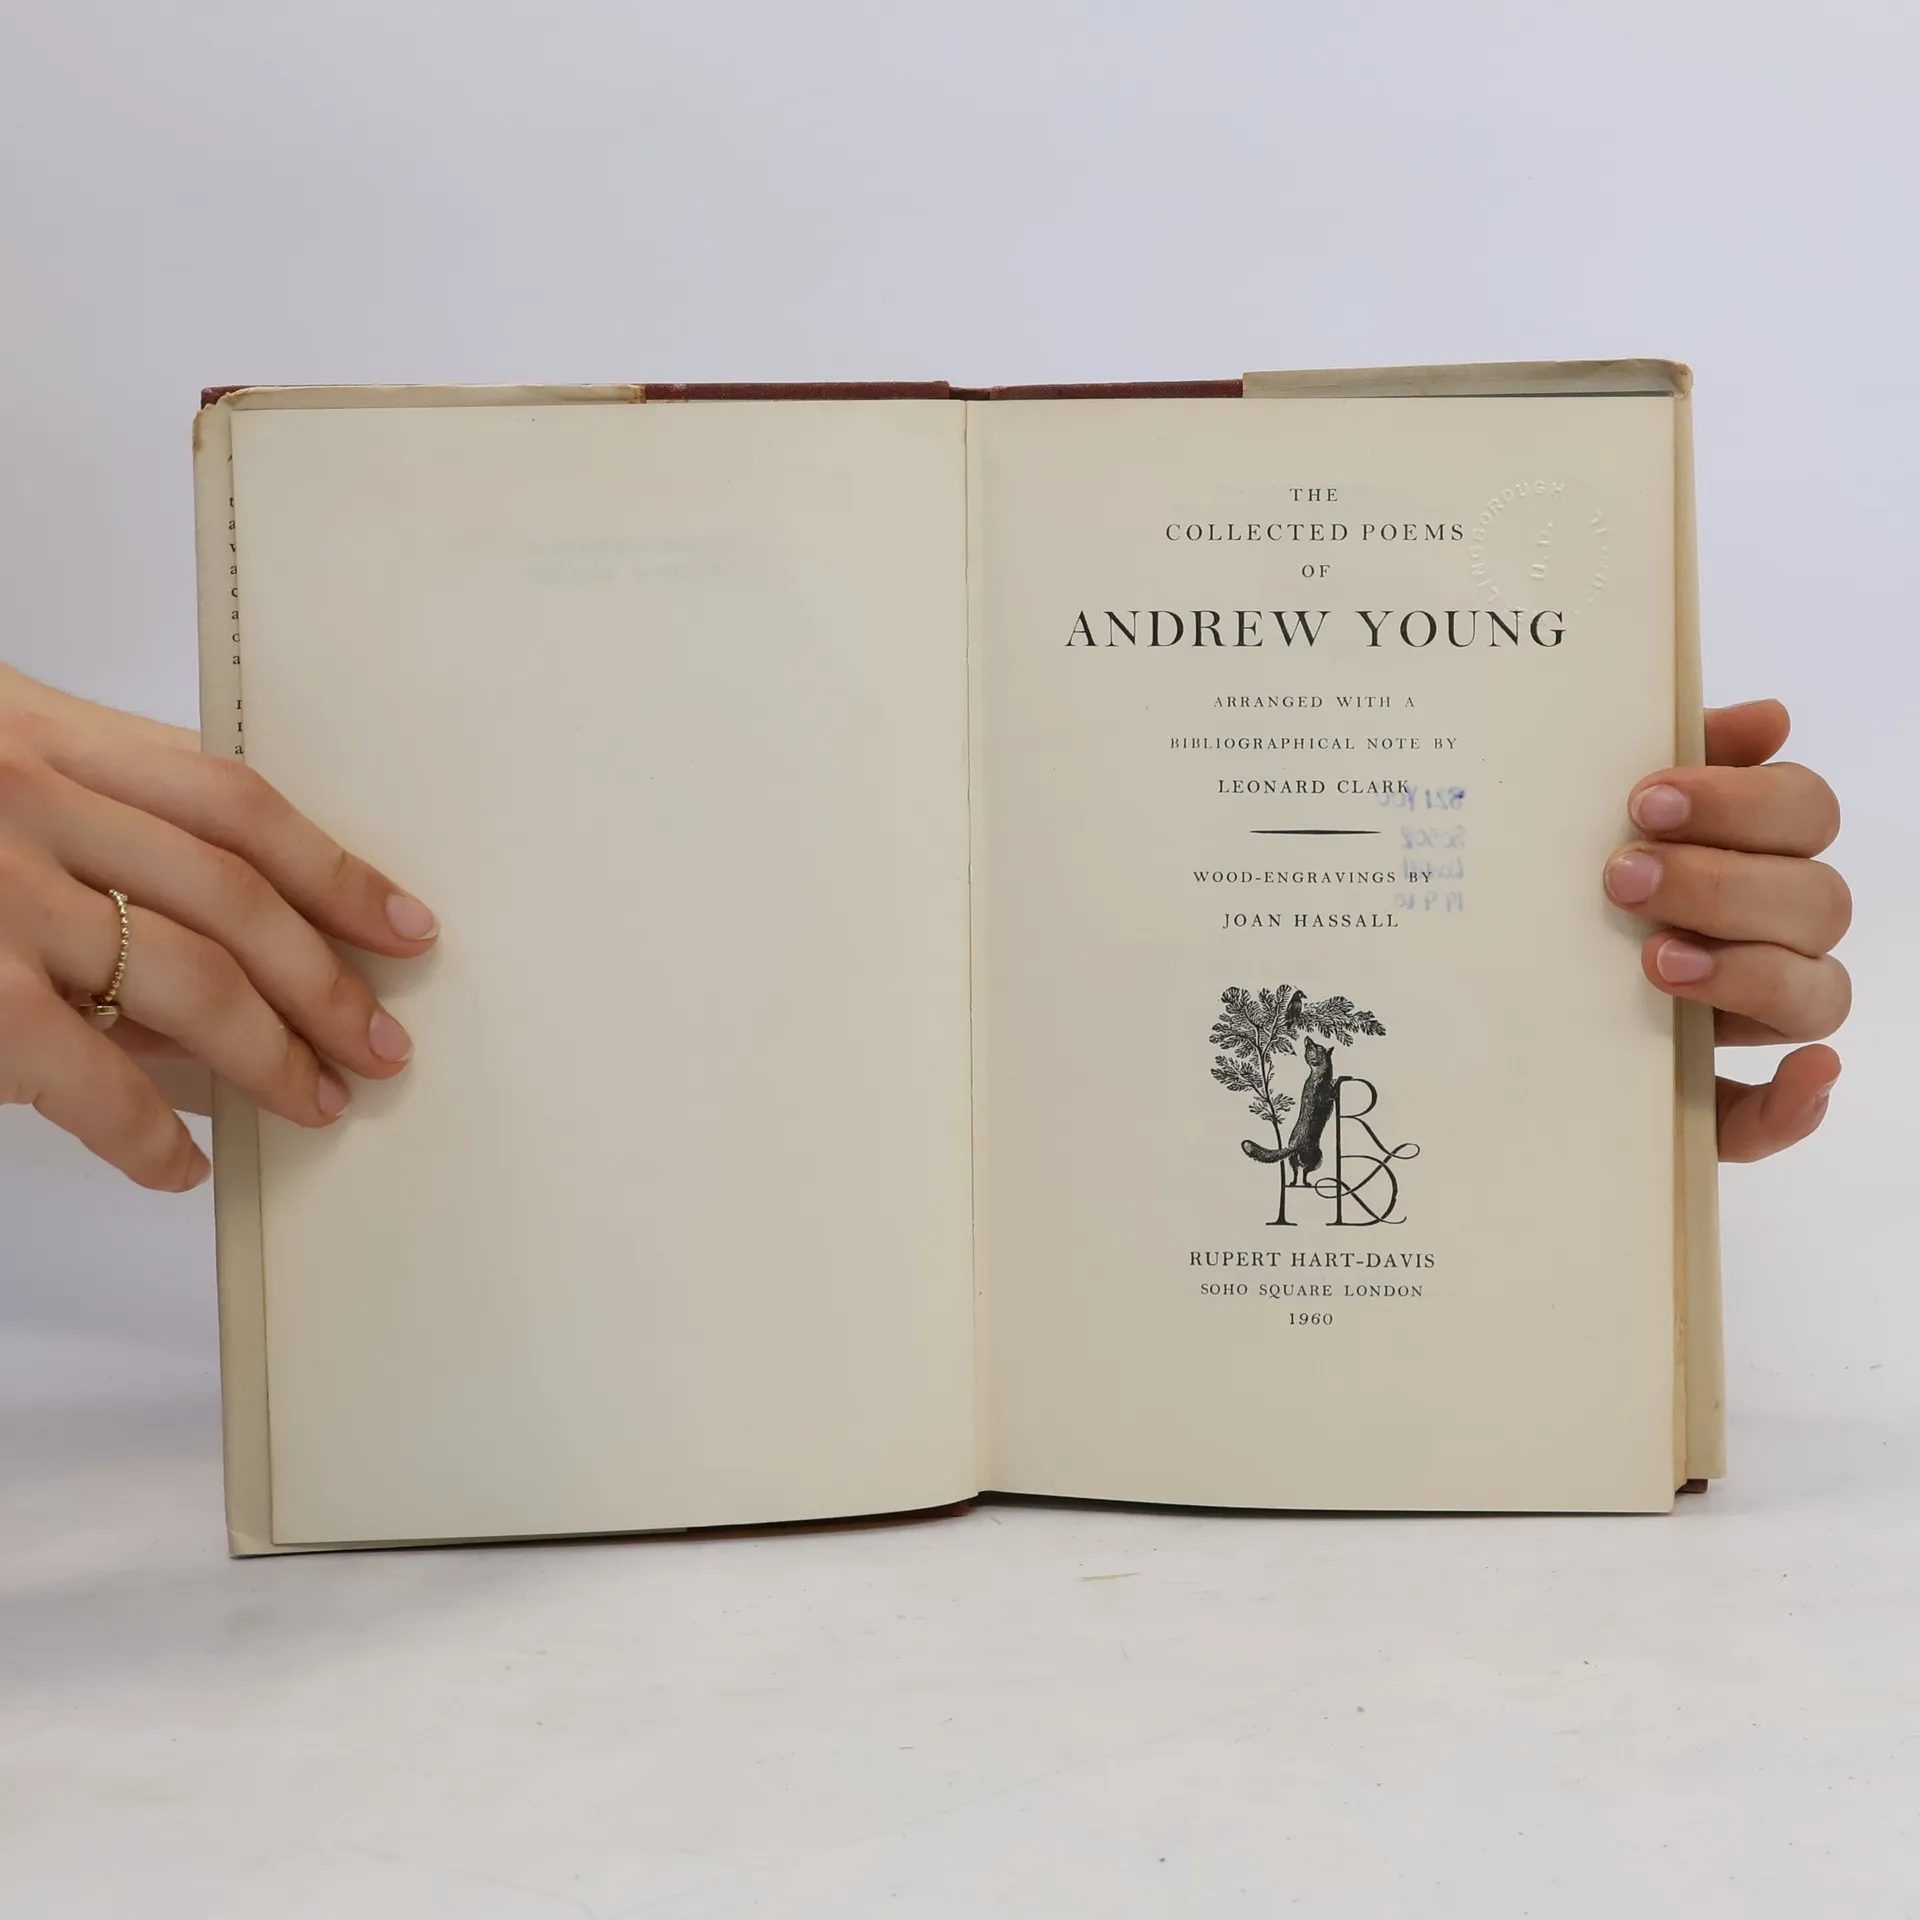 THE
COLLECTED POEMS
OF
ANDREW YOUNG
ARRANGED WITH A
BIBLIOGRAPHICAL NOTE BY
LEONARD CLARK
WOOD-ENGRAVINGS BY
JOAN HASSALL
R
H D
RUPERT HART-DAVIS
SOHO SQUARE LONDON
1960
U.D.